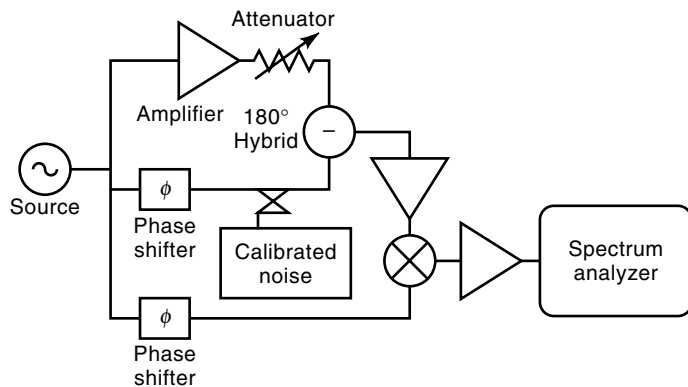 Attenuator
Amplifier
180°
Hybrid
−
Source
ϕ
Phase
shifter
Calibrated
noise
Spectrum
analyzer
ϕ
Phase
shifter